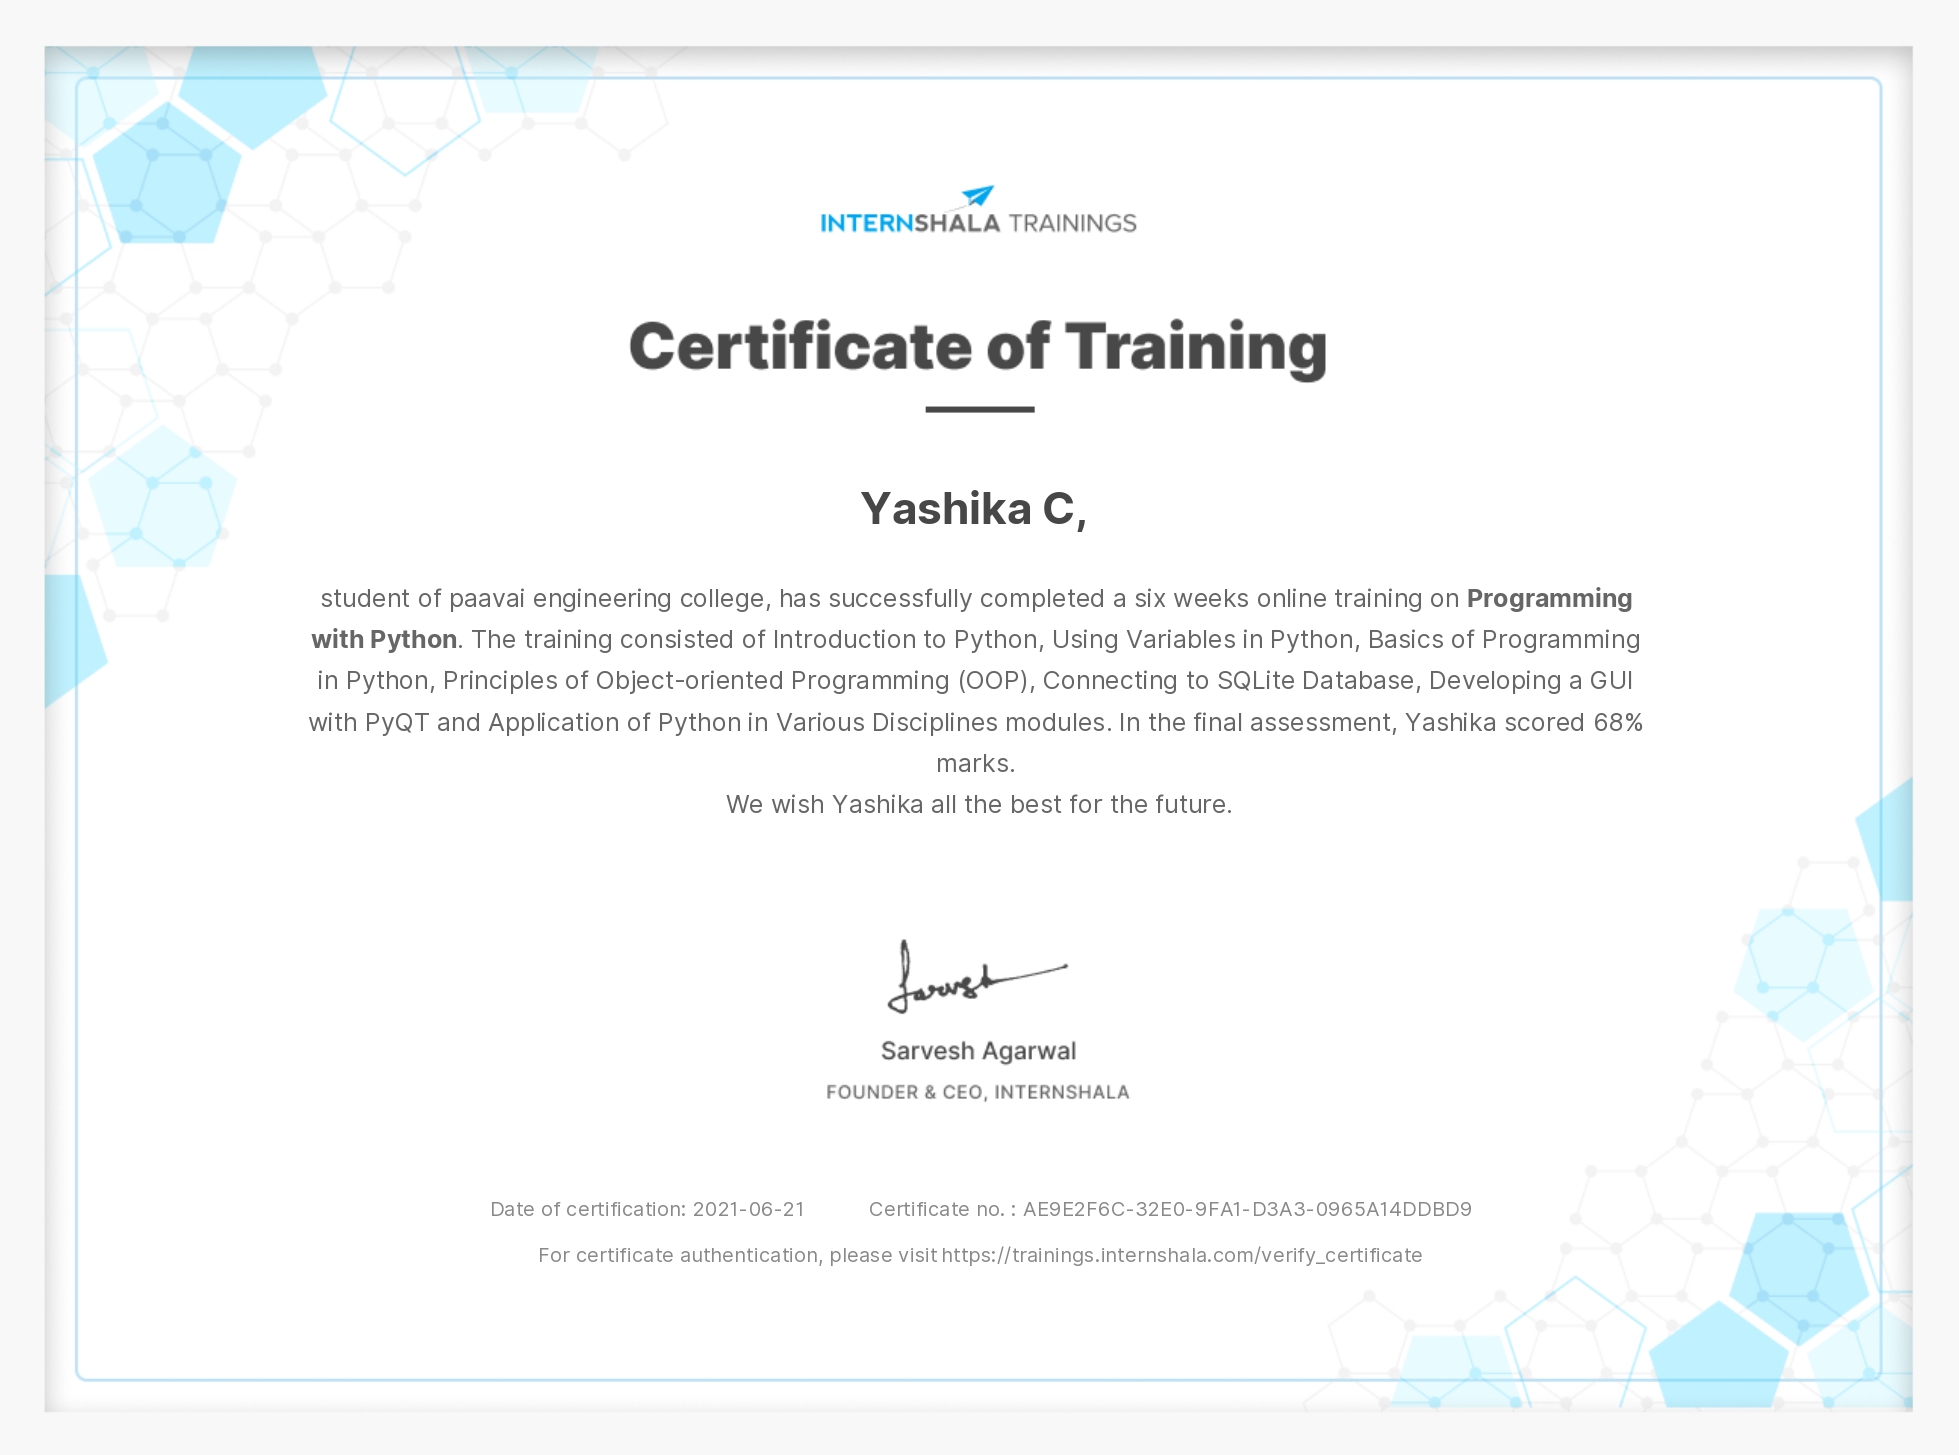 INTERNSHALA TRAININGS
Certificate of Training
Yashika C,
student of paavai engineering college, has successfully completed a six weeks online training on Programming
with Python. The training consisted of Introduction to Python, Using Variables in Python, Basics of Programming
in Python, Principles of Object-oriented Programming (OOP), Connecting to SQLite Database, Developing a GUI
with PyQT and Application of Python in Various Disciplines modules. In the final assessment, Yashika scored 68%
marks.
We wish Yashika all the best for the future.
Sarvesh
Sarvesh Agarwal
FOUNDER & CEO, INTERNSHALA
Date of certification: 2021-06-21 Certificate no. : AE9E2F6C-32E0-9FA1-D3A3-0965A14DDBD9
For certificate authentication, please visit https://trainings.internshala.com/verify_certificate